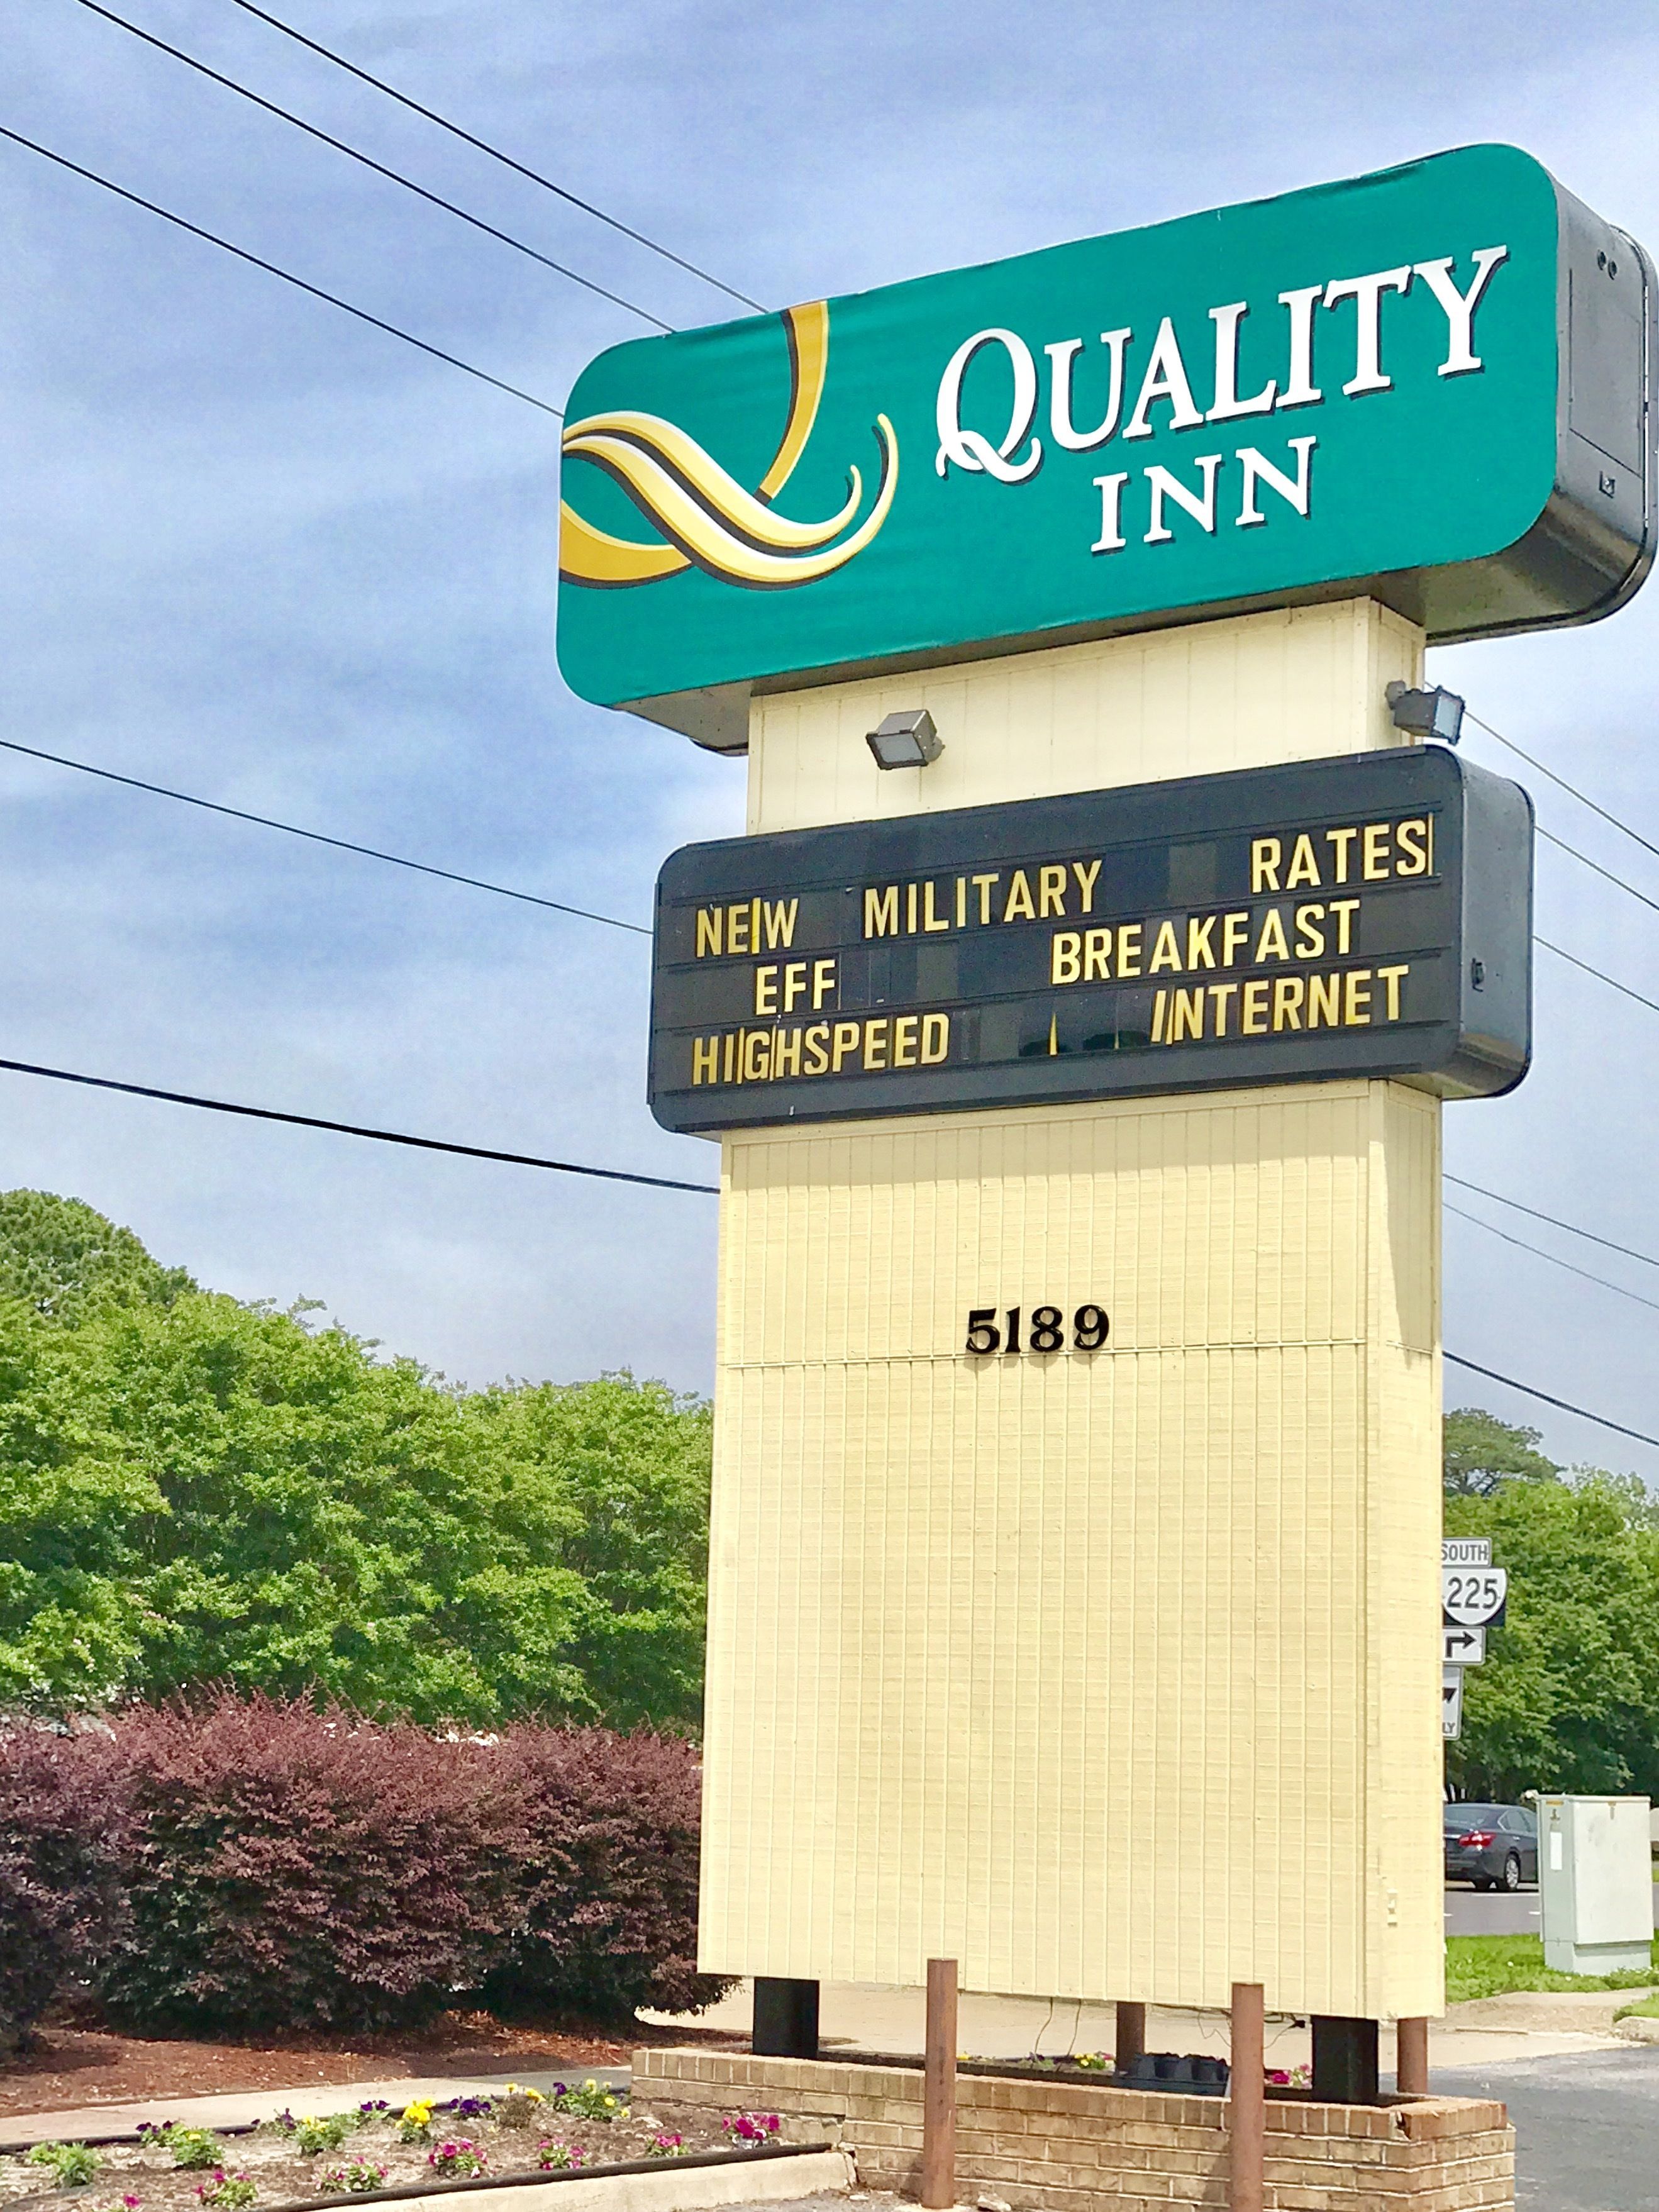 QUALITY
INN
NEW MILITARY RATES
EFF BREAKFAST
HIGHSPEED INTERNET
5189
SOUTH
225